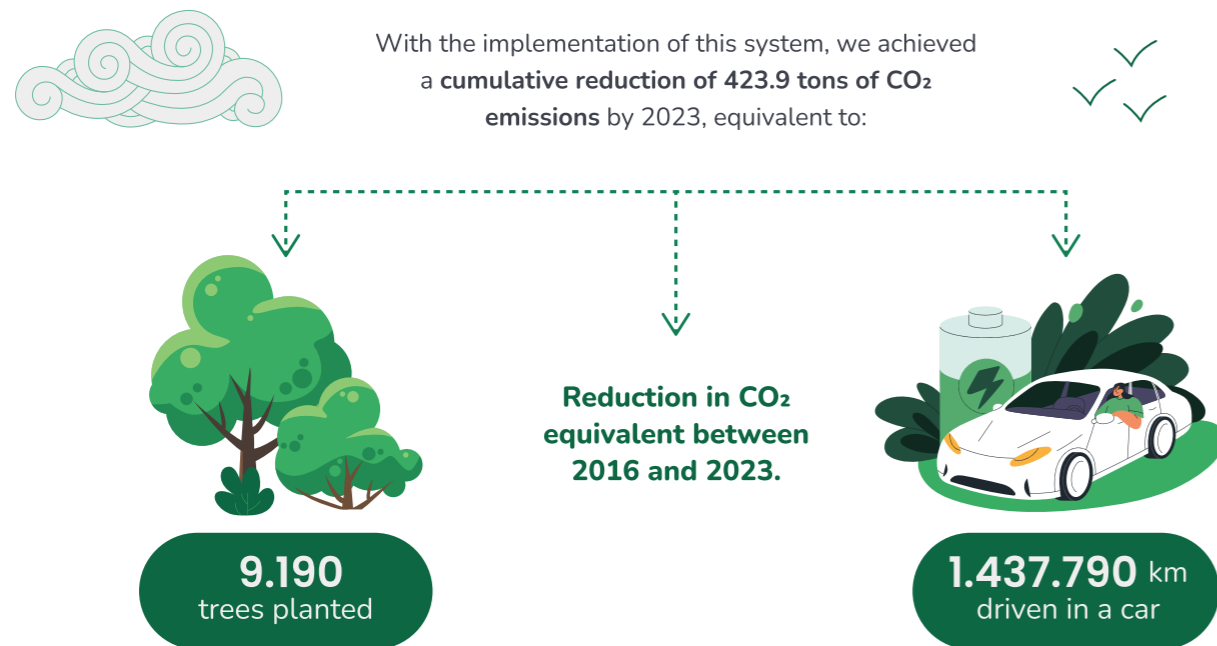 With the implementation of this system, we achieved
a cumulative reduction of 423.9 tons of CO₂
emissions by 2023, equivalent to:
Reduction in CO₂
equivalent between
2016 and 2023.
9.190
trees planted
1.437.790 km
driven in a car